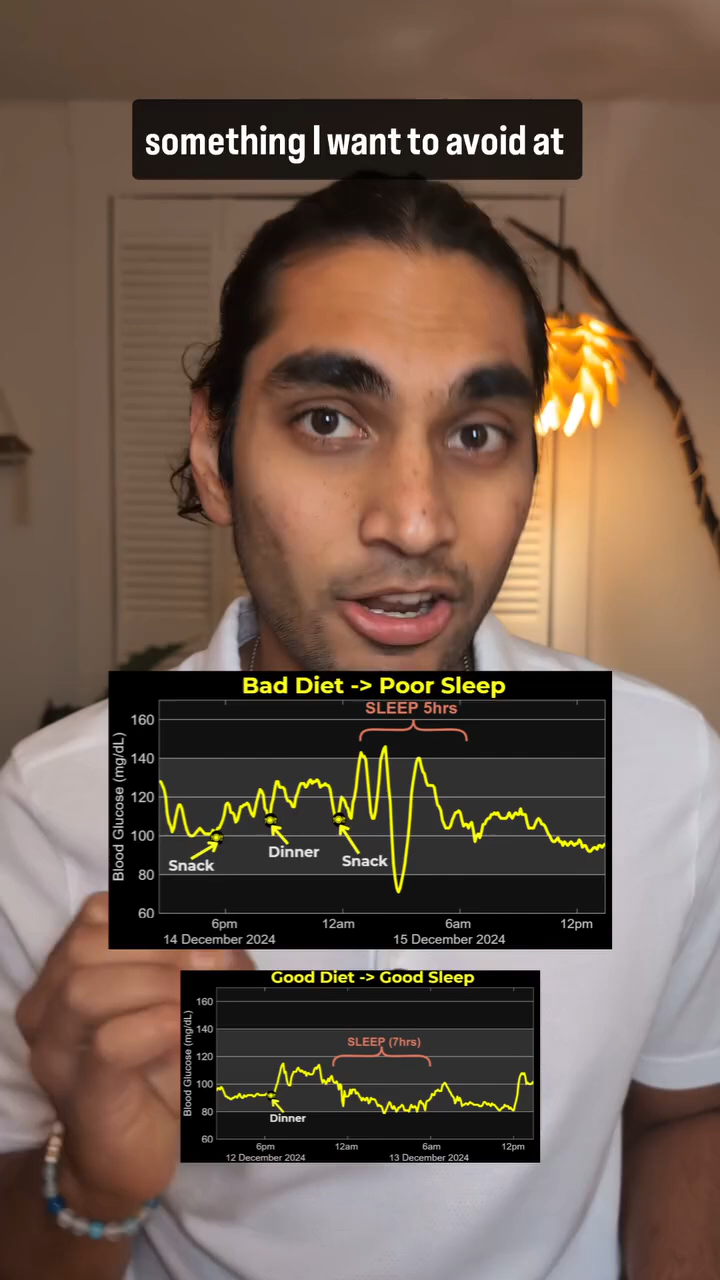 something I want to avoid at
Bad Diet -> Poor Sleep
SLEEP 5hrs
160
140
120
100
80
60
Blood Glucose (mg/dL)
Snack
Dinner
Snack
6pm 12am 6am 12pm
14 December 2024 15 December 2024
Good Diet -> Good Sleep
160
140
120
100
80
60
Blood Glucose (mg/dL)
SLEEP (7hrs)
Dinner
6pm 12am 6am 12pm
12 December 2024 13 December 2024